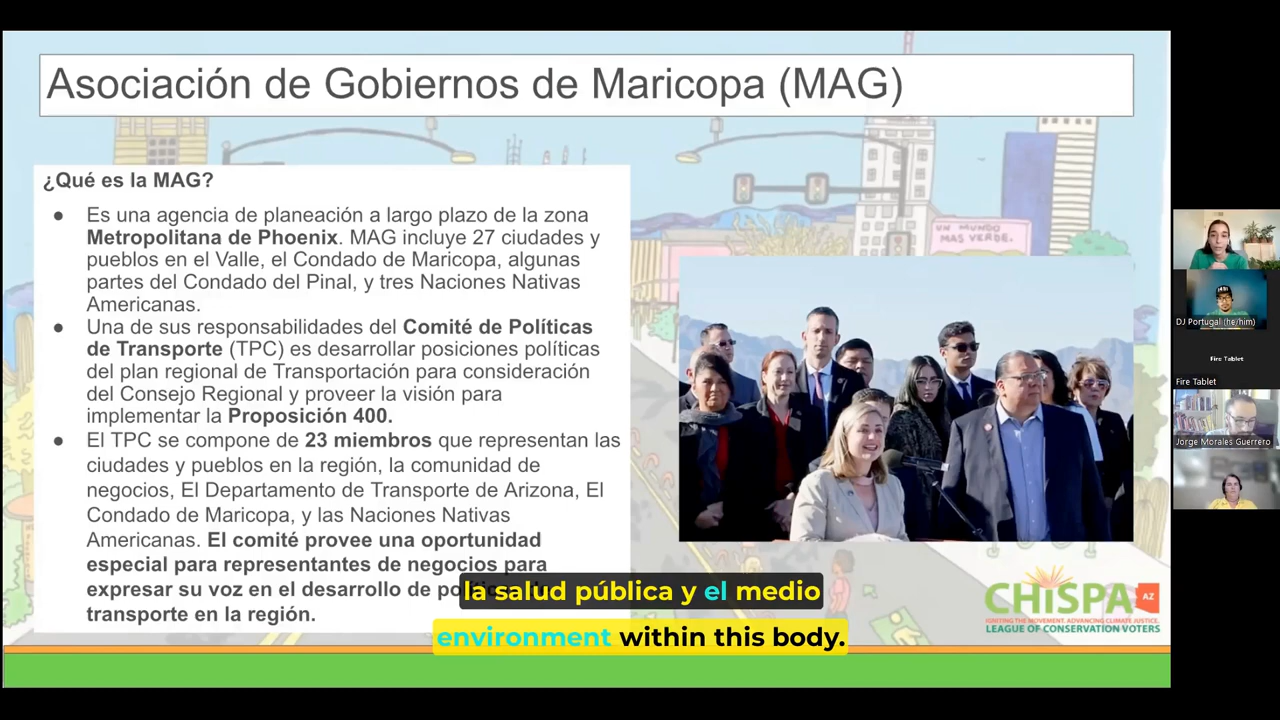 Asociación de Gobiernos de Maricopa (MAG)
¿Qué es la MAG?
● Es una agencia de planeación a largo plazo de la zona
Metropolitana de Phoenix. MAG incluye 27 ciudades y
pueblos en el Valle, el Condado de Maricopa, algunas
partes del Condado del Pinal, y tres Naciones Nativas
Americanas.
● Una de sus responsabilidades del Comité de Políticas
de Transporte (TPC) es desarrollar posiciones políticas
del plan regional de Transportación para consideración
del Consejo Regional y proveer la visión para
implementar la Proposición 400.
● El TPC se compone de 23 miembros que representan las
ciudades y pueblos en la región, la comunidad de
negocios, El Departamento de Transporte de Arizona, El
Condado de Maricopa, y las Naciones Nativas
Americanas. El comité provee una oportunidad
especial para representantes de negocios para
expresar su voz en el desarrollo de
transporte en la región.
UN MUNDO
MAS VERDE.
CHISPA AZ
IGNITING THE MOVEMENT. ADVANCING CLIMATE JUSTICE.
LEAGUE OF CONSERVATION VOTERS
la salud pública y el medio
environment within this body.
DJ Portugal (he/him)
Fire Tablet
Fire Tablet
Jorge Morales Guerrero